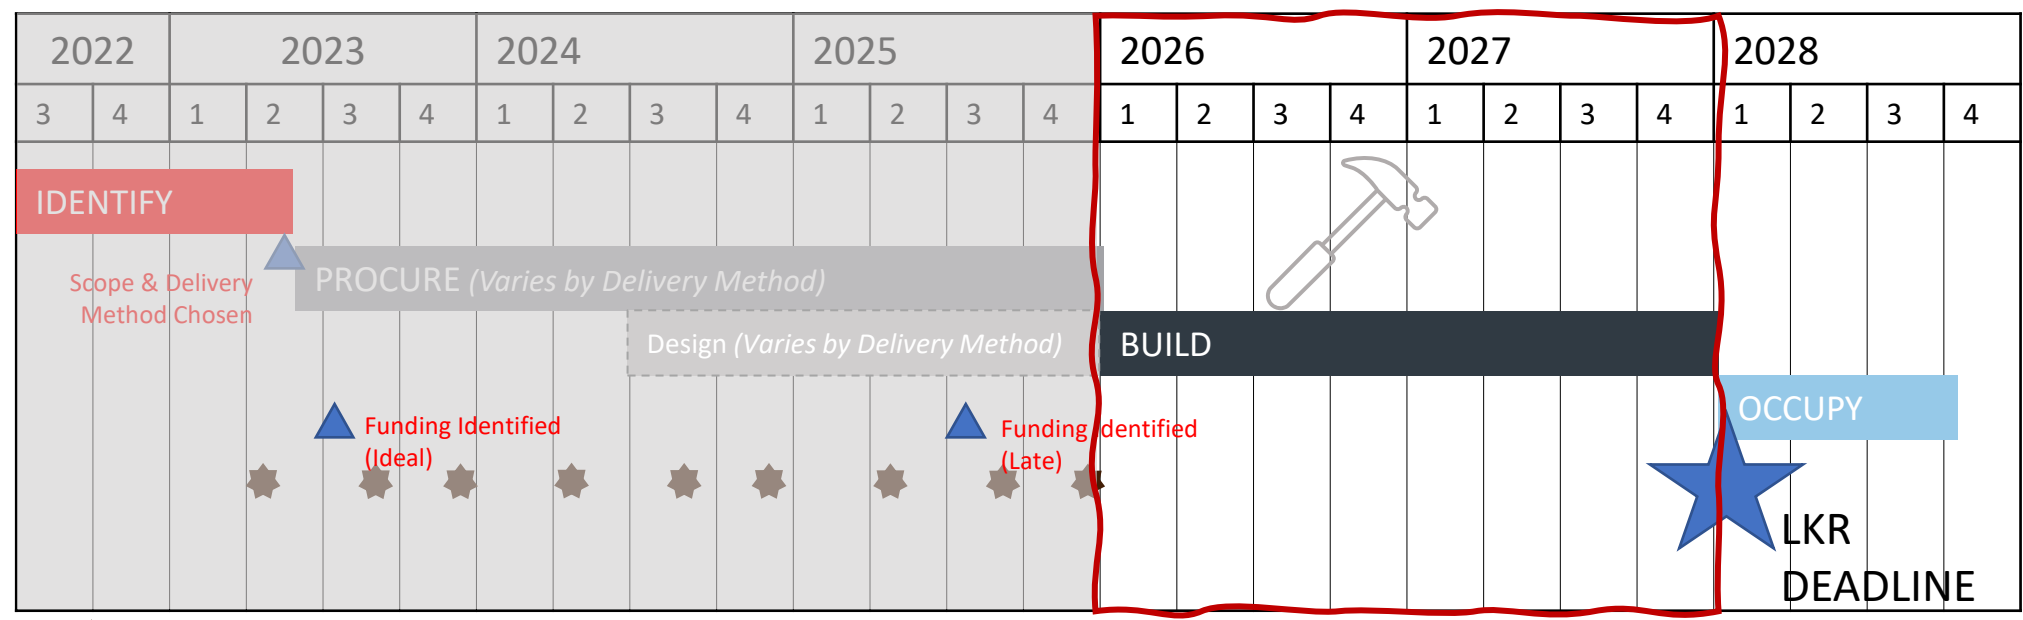 2022 2023 2024 2025 2026 2027 2028
3 4 1 2 3 4 1 2 3 4 1 2 3 4 1 2 3 4 1 2 3 4 1 2 3 4
IDENTIFY
Scope & Delivery
Method Chosen
PROCURE (Varies by Delivery Method)
Design (Varies by Delivery Method)
BUILD
OCCUPY
Funding Identified
(Ideal)
Funding Identified
(Late)
LKR
DEADLINE